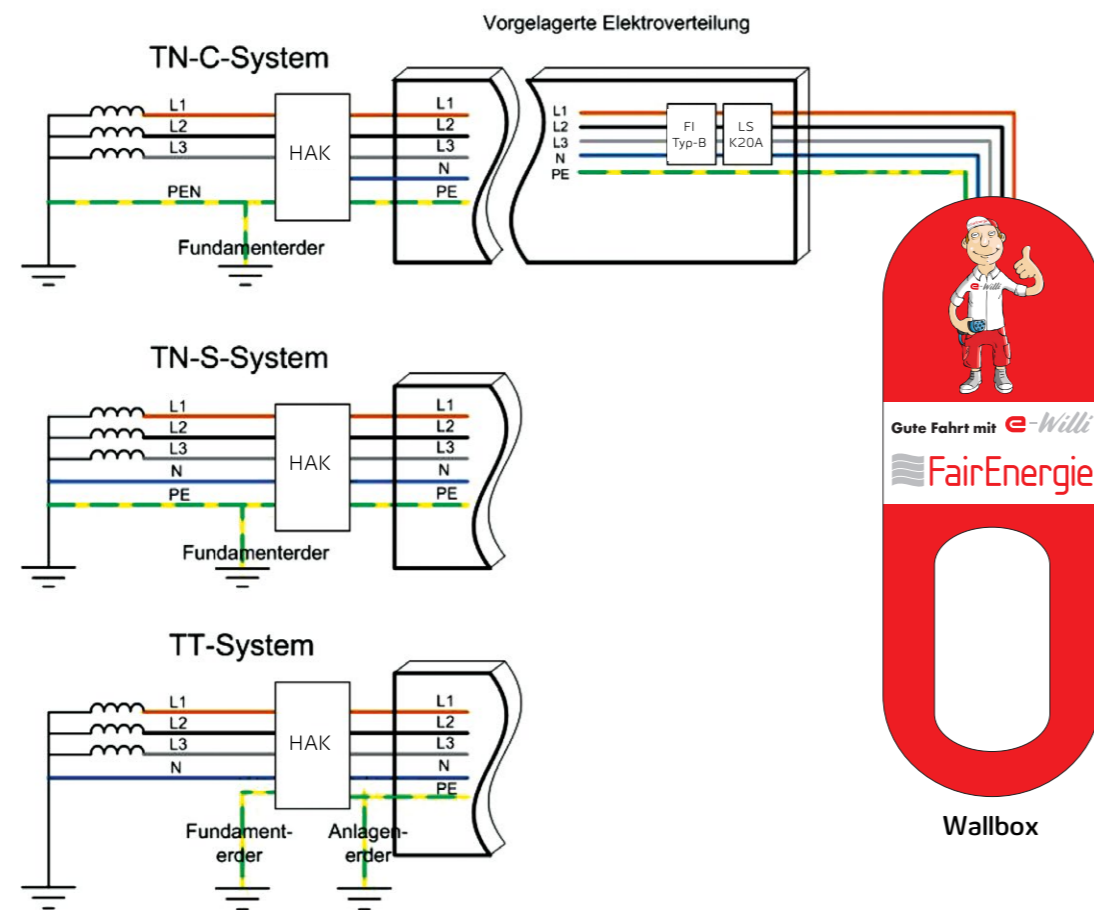 Vorgelagerte Elektroverteilung
TN-C-System
L1
L2
L3
PEN
HAK
Fundamenterder
L1
L2
L3
N
PE
L1
L2
L3
N
PE
FI
Typ-B
LS
K20A
e-Willi
Gute Fahrt mit e-Willi
FairEnergie
Wallbox
TN-S-System
L1
L2
L3
N
PE
HAK
Fundamenterder
L1
L2
L3
N
PE
TT-System
L1
L2
L3
N
HAK
L1
L2
L3
N
PE
Fundament-
erder
Anlagen-
erder